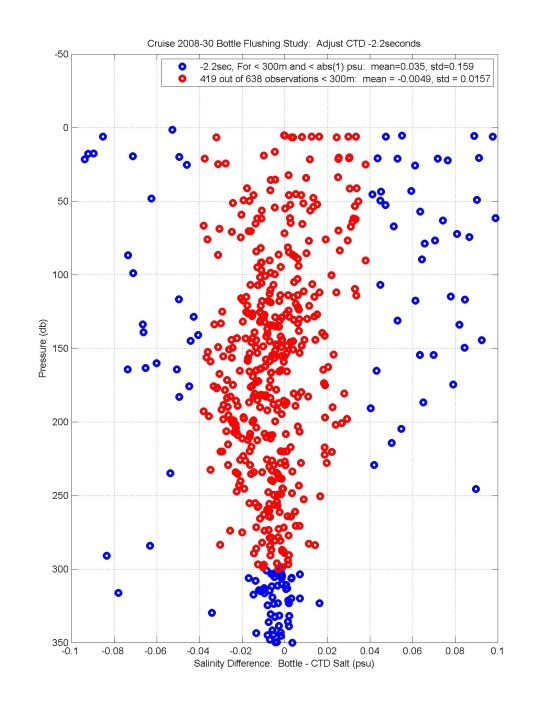 Cruise 2008-30 Bottle Flushing Study: Adjust CTD -2.2seconds
-2.2sec, For < 300m and < abs(1) psu: mean=0.035, std=0.159
419 out of 638 observations < 300m: mean = -0.0049, std = 0.0157
Pressure (db)
-50
0
50
100
150
200
250
300
350
-0.1 -0.08 -0.06 -0.04 -0.02 0 0.02 0.04 0.06 0.08 0.1
Salinity Difference: Bottle - CTD Salt (psu)